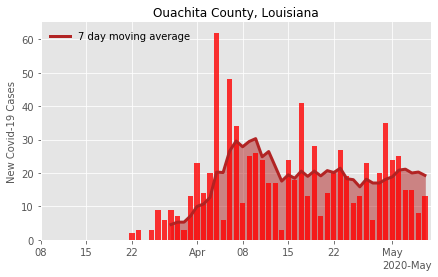 Ouachita County, Louisiana
7 day moving average
New Covid-19 Cases
60
50
40
30
20
10
0
08 15 22 Apr 08 15 22 May
2020-May